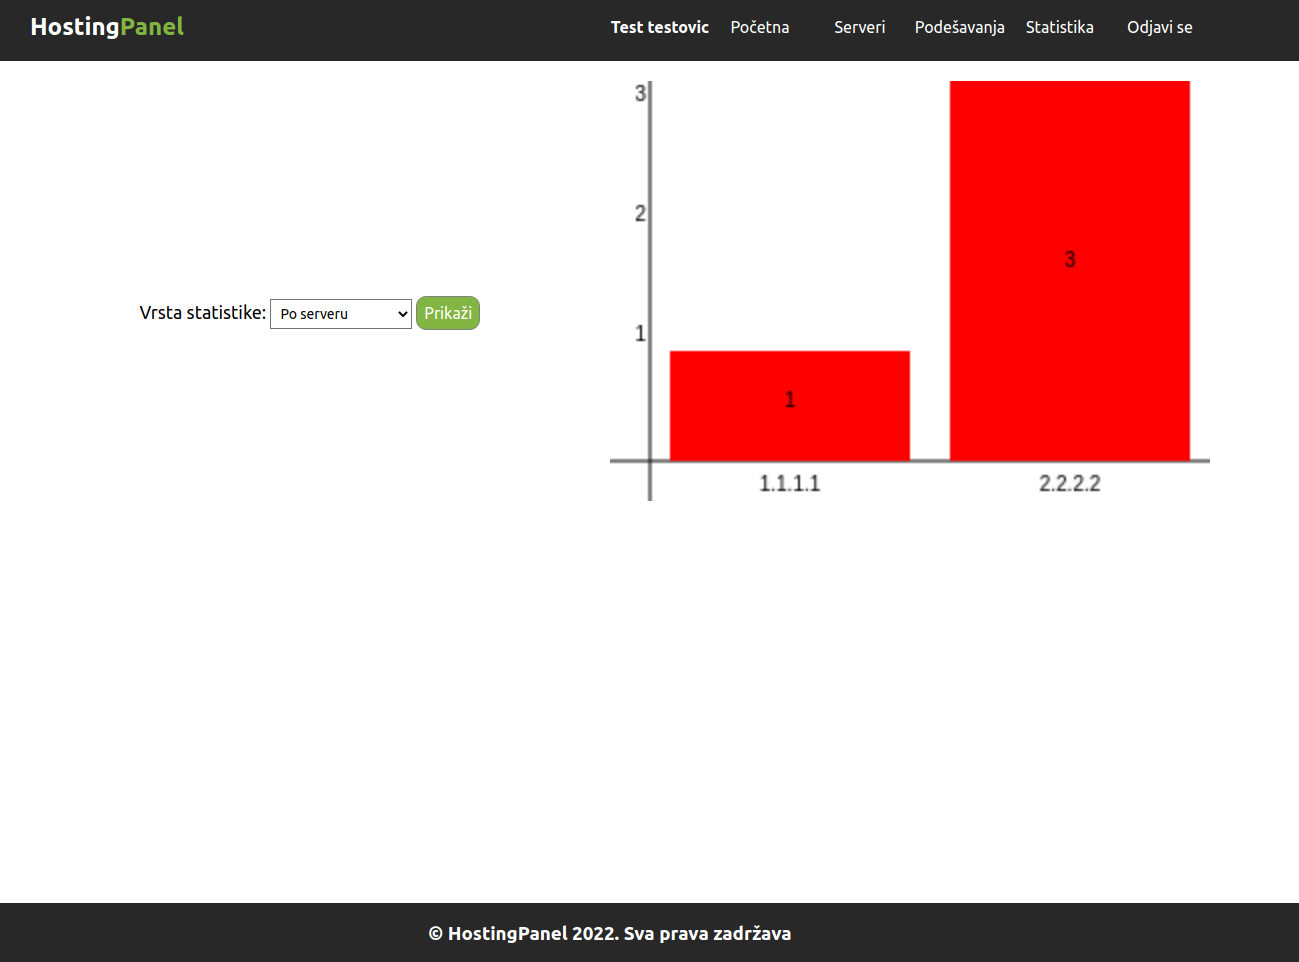 HostingPanel
Test testovic Početna Serveri Podešavanja Statistika Odjavi se
Vrsta statistike: Po serveru Prikaži
3
2
1
1
3
1.1.1.1 2.2.2.2
© HostingPanel 2022. Sva prava zadržava